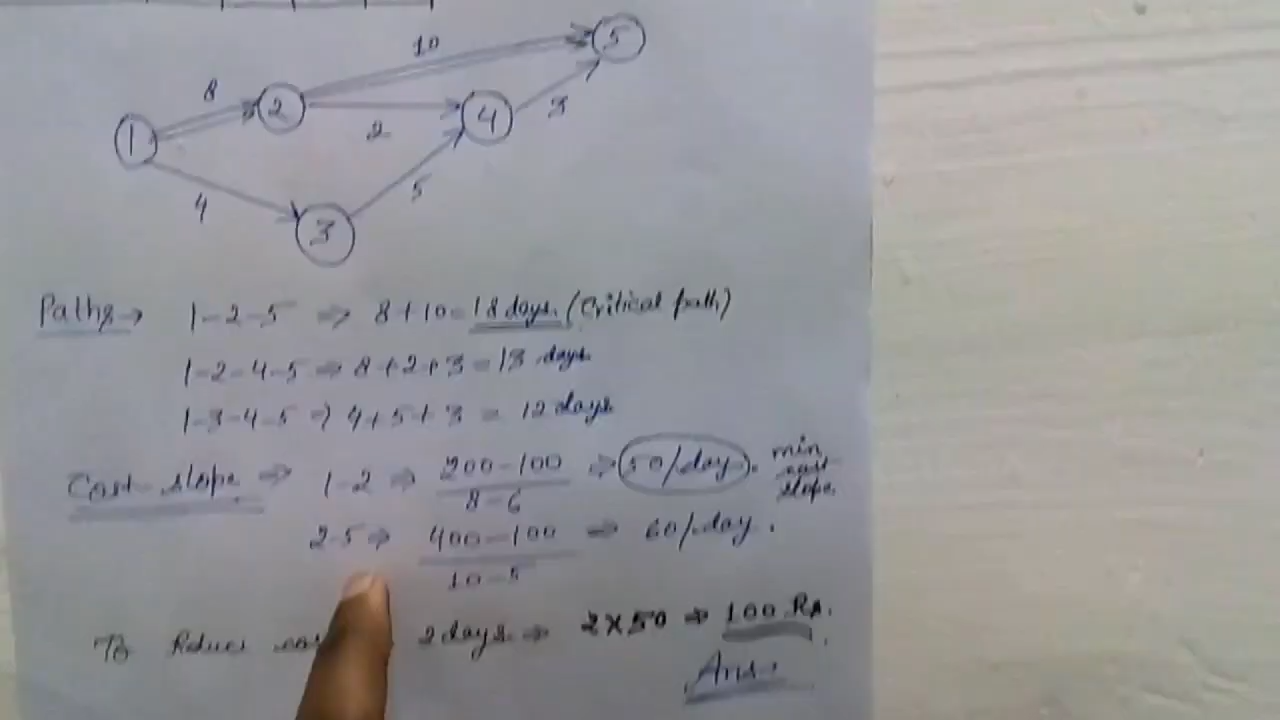 10
5
8
2
4
2
3
1
5
4
3
Paths → 1-2-5 ⇒ 8+10=18 days. (Critical path)
1-2-4-5 ⇒ 8+2+3=13 days
1-3-4-5 ⇒ 4+5+3 = 12 days
Cost slope ⇒ 1-2 ⇒ 200-100 / 8-6 ⇒ 50/day. min cost slope.
2-5 ⇒ 400-100 / 10-5 ⇒ 60/day.
To Reduce 2 days ⇒ 2×50 ⇒ 100 Rs.
Ans.